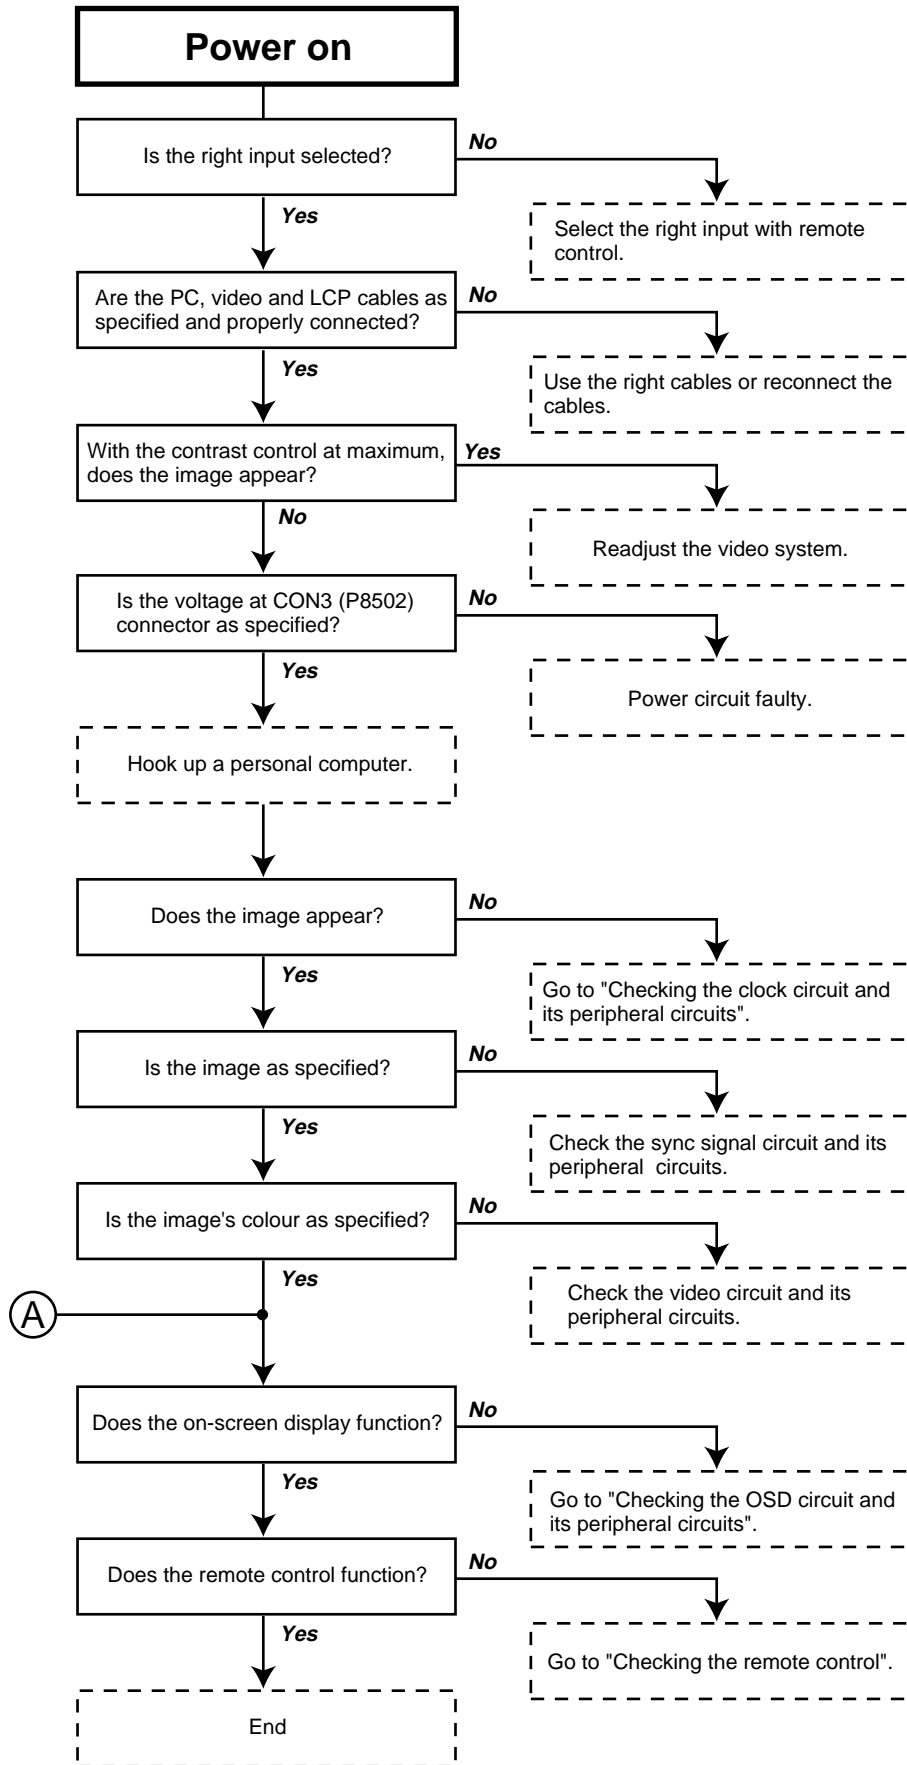 Power on
Is the right input selected?
No
Yes
Select the right input with remote
control.
Are the PC, video and LCP cables as
specified and properly connected?
No
Yes
Use the right cables or reconnect the
cables.
With the contrast control at maximum,
does the image appear?
Yes
No
Readjust the video system.
Is the voltage at CON3 (P8502)
connector as specified?
No
Yes
Power circuit faulty.
Hook up a personal computer.
Does the image appear?
No
Yes
Go to "Checking the clock circuit and
its peripheral circuits".
Is the image as specified?
No
Yes
Check the sync signal circuit and its
peripheral  circuits.
Is the image's colour as specified?
No
Yes
Check the video circuit and its
peripheral circuits.
A
Does the on-screen display function?
No
Yes
Go to "Checking the OSD circuit and
its peripheral circuits".
Does the remote control function?
No
Yes
Go to "Checking the remote control".
End